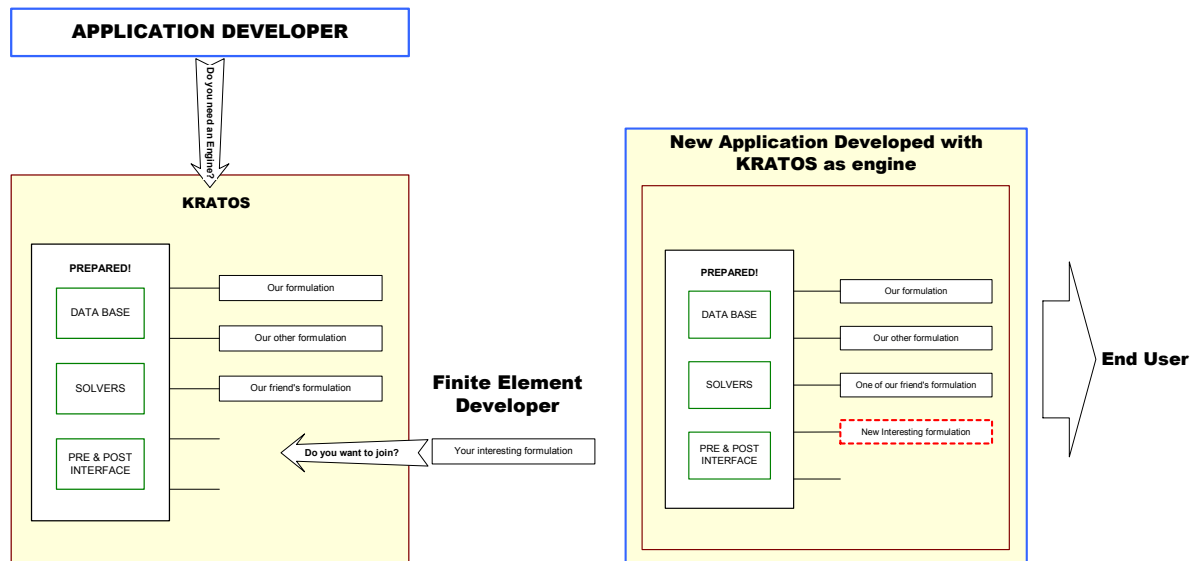 APPLICATION DEVELOPER
Do you need an Engine?
KRATOS
PREPARED!
DATA BASE
SOLVERS
PRE & POST
INTERFACE
Our formulation
Our other formulation
Our friend's formulation
Finite Element
Developer
Do you want to join?
Your interesting formulation
New Application Developed with
KRATOS as engine
PREPARED!
DATA BASE
SOLVERS
PRE & POST
INTERFACE
Our formulation
Our other formulation
One of our friend's formulation
New Interesting formulation
End User